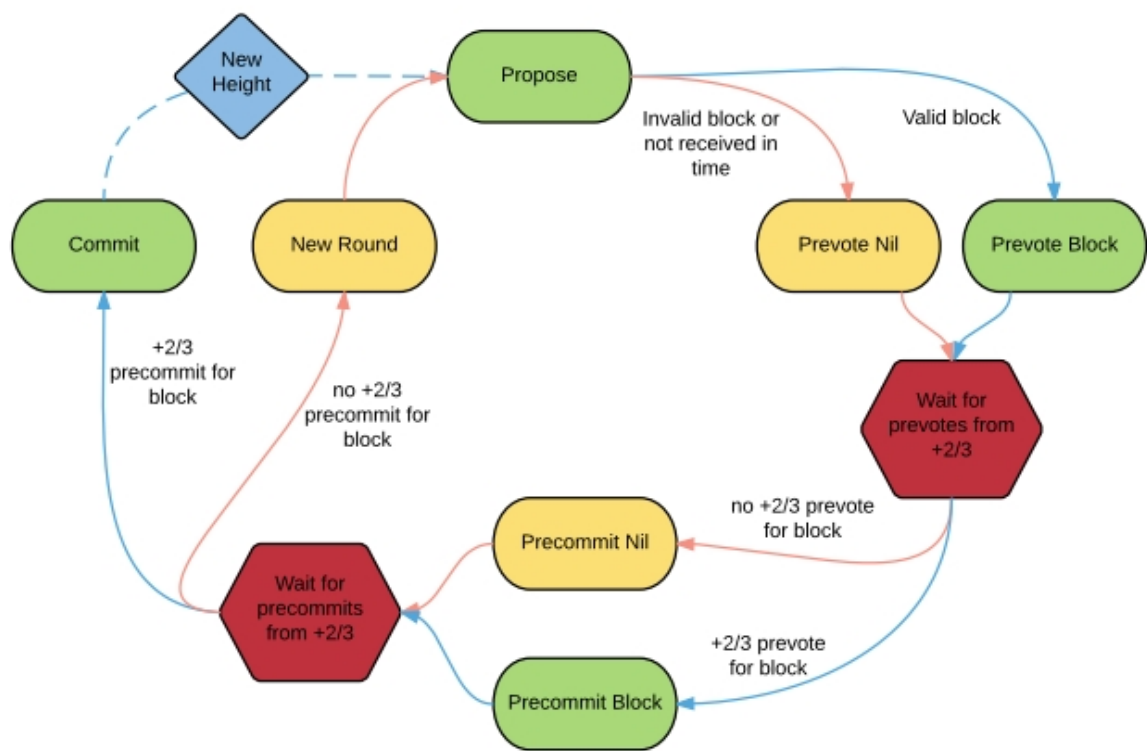 New
Height
Propose
Invalid block or
not received in
time
Valid block
Commit
New Round
Prevote Nil
Prevote Block
+2/3
precommit for
block
no +2/3
precommit for
block
Wait for
prevotes from
+2/3
no +2/3 prevote
for block
Precommit Nil
Wait for
precommits
from +2/3
+2/3 prevote
for block
Precommit Block